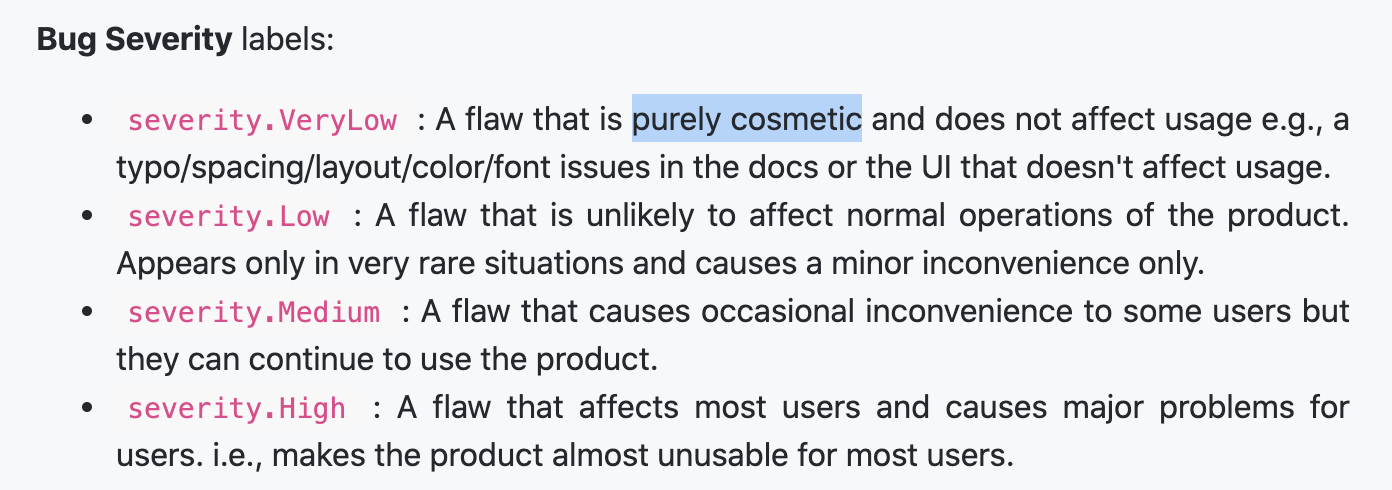 Bug Severity labels:
• severity.VeryLow : A flaw that is purely cosmetic and does not affect usage e.g., a
typo/spacing/layout/color/font issues in the docs or the UI that doesn't affect usage.
• severity.Low : A flaw that is unlikely to affect normal operations of the product.
Appears only in very rare situations and causes a minor inconvenience only.
• severity.Medium : A flaw that causes occasional inconvenience to some users but
they can continue to use the product.
• severity.High : A flaw that affects most users and causes major problems for
users. i.e., makes the product almost unusable for most users.